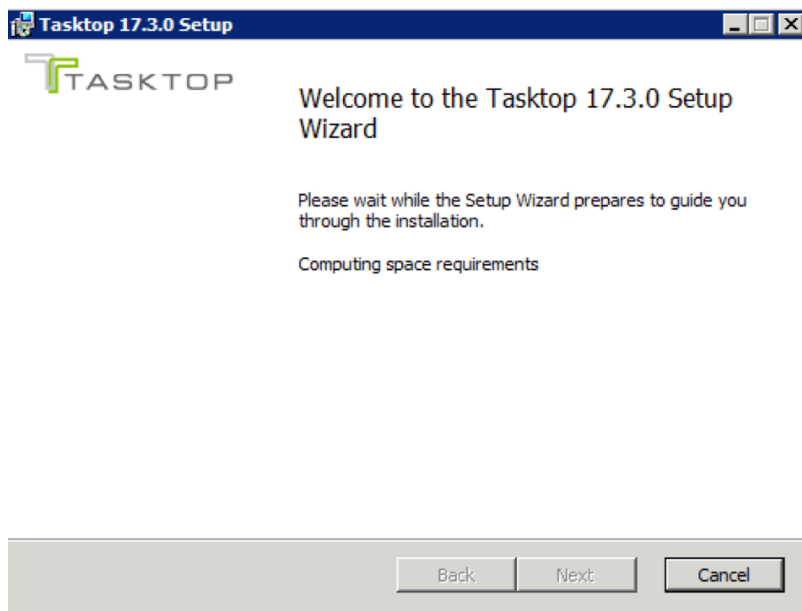 Tasktop 17.3.0 Setup
TASKTOP
Welcome to the Tasktop 17.3.0 Setup
Wizard
Please wait while the Setup Wizard prepares to guide you
through the installation.
Computing space requirements
Back
Next
Cancel